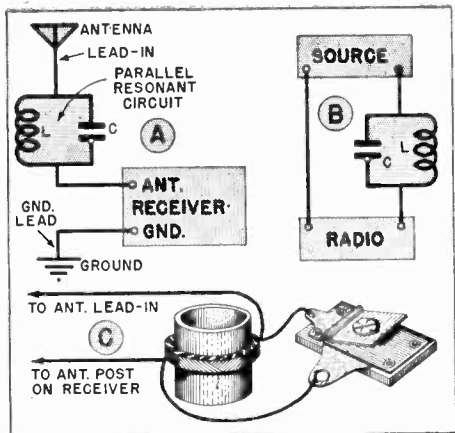 ANTENNA
LEAD-IN
PARALLEL
RESONANT
CIRCUIT
L
C
A
ANT.
RECEIVER
GND.
GND.
LEAD
GROUND
SOURCE
B
C
L
RADIO
TO ANT. LEAD-IN
C
TO ANT. POST
ON RECEIVER